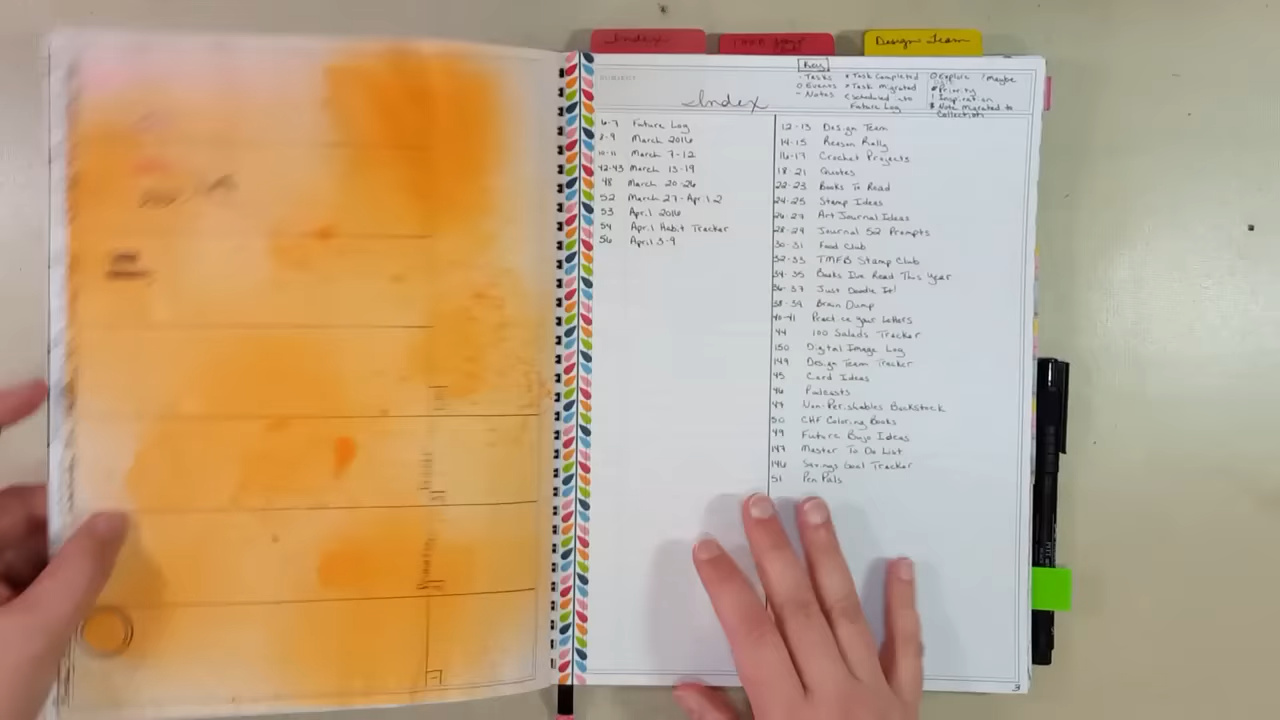 Index
Design Team
Key
- Tasks
O Events
- Notes
x Task Completed
Task Migrated
< Scheduled into
Future Log
O Explore
Priority
! Inspiration
Note Migrated to
Collection
/ Maybe
Index
6-7 Future Log
8-9 March 2016
10-11 March 7-12
42-43 March 13-19
48 March 20-26
52 March 27-April 2
53 April 2016
54 April Habit Tracker
56 April 3-9
12-13 Design Team
14-15 Reason Rally
16-17 Crochet Projects
18-21 Quotes
22-23 Books To Read
24-25 Stamp Ideas
26-27 Art Journal Ideas
28-29 Journal 52 Prompts
30-31 Food Club
32-33 TMFB Stamp Club
34-35 Books I've Read This Year
36-37 Just Doodle It!
38-39 Brain Dump
40-41 Practice your Letters
44 100 Salads Tracker
150 Digital Image Log
149 Design Team Tracker
45 Card Ideas
46 Podcasts
47 Non-Perishables Backstock
50 CHF Coloring Books
49 Future Bujo Ideas
147 Master To Do List
146 Savings Goal Tracker
51 Pen Pals